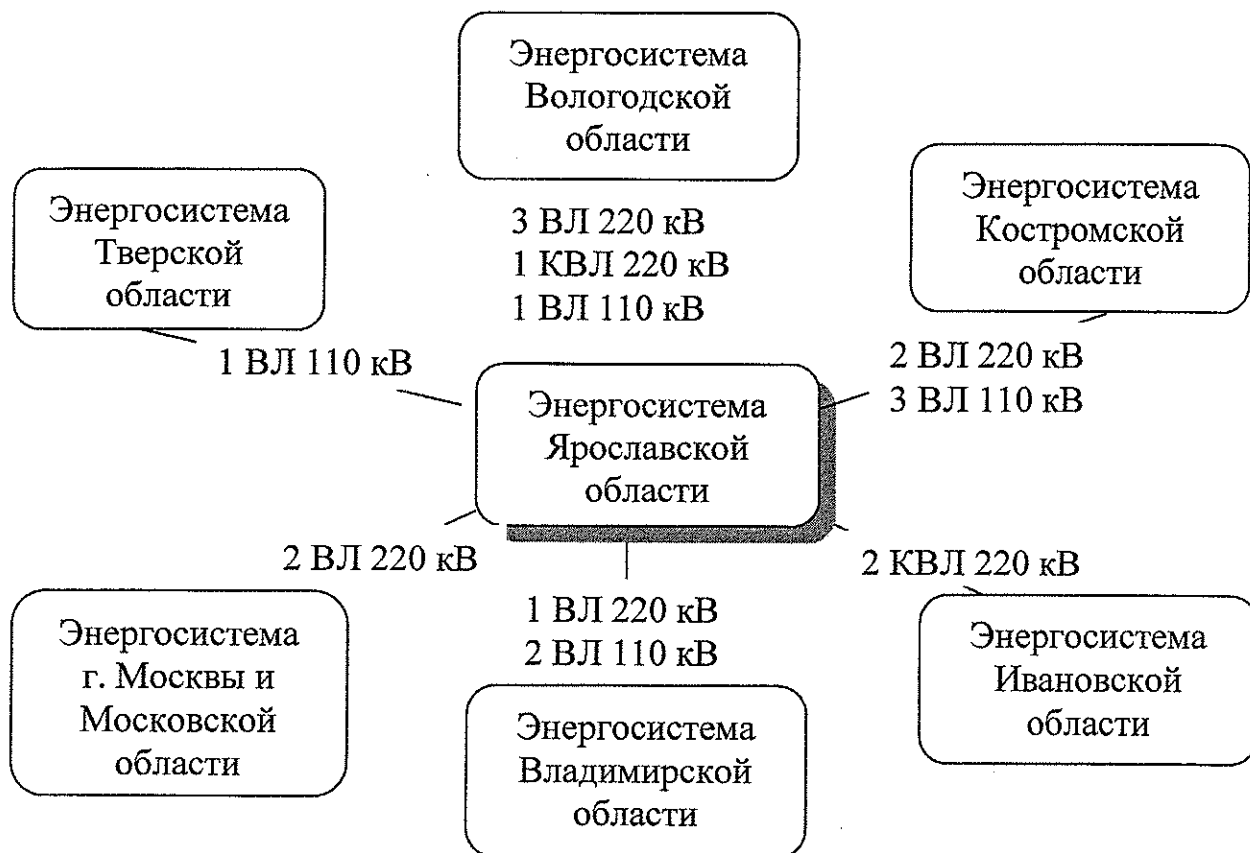 Энергосистема
Вологодской
области
Энергосистема
Тверской
области
3 ВЛ 220 кВ
1 КВЛ 220 кВ
1 ВЛ 110 кВ
Энергосистема
Костромской
области
1 ВЛ 110 кВ
2 ВЛ 220 кВ
3 ВЛ 110 кВ
Энергосистема
Ярославской
области
2 ВЛ 220 кВ
2 КВЛ 220 кВ
1 ВЛ 220 кВ
2 ВЛ 110 кВ
Энергосистема
г. Москвы и
Московской
области
Энергосистема
Владимирской
области
Энергосистема
Ивановской
области